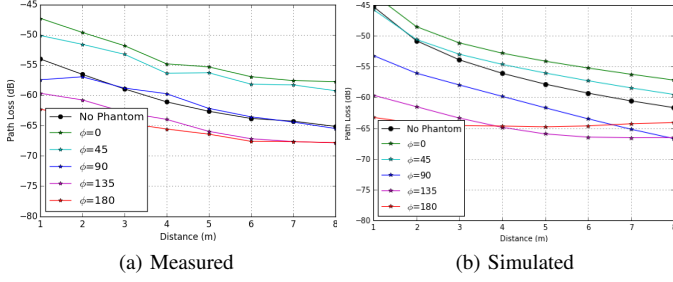 −45
−50
−55
−60
−65
−70
−75
−80
Path Loss (dB)
No Phantom
ϕ=0
ϕ=45
ϕ=90
ϕ=135
ϕ=180
1 2 3 4 5 6 7 8
Distance (m)
(a) Measured
−45
−50
−55
−60
−65
−70
−75
−80
Path Loss (dB)
No Phantom
ϕ=0
ϕ=45
ϕ=90
ϕ=135
ϕ=180
1 2 3 4 5 6 7 8
Distance (m)
(b) Simulated